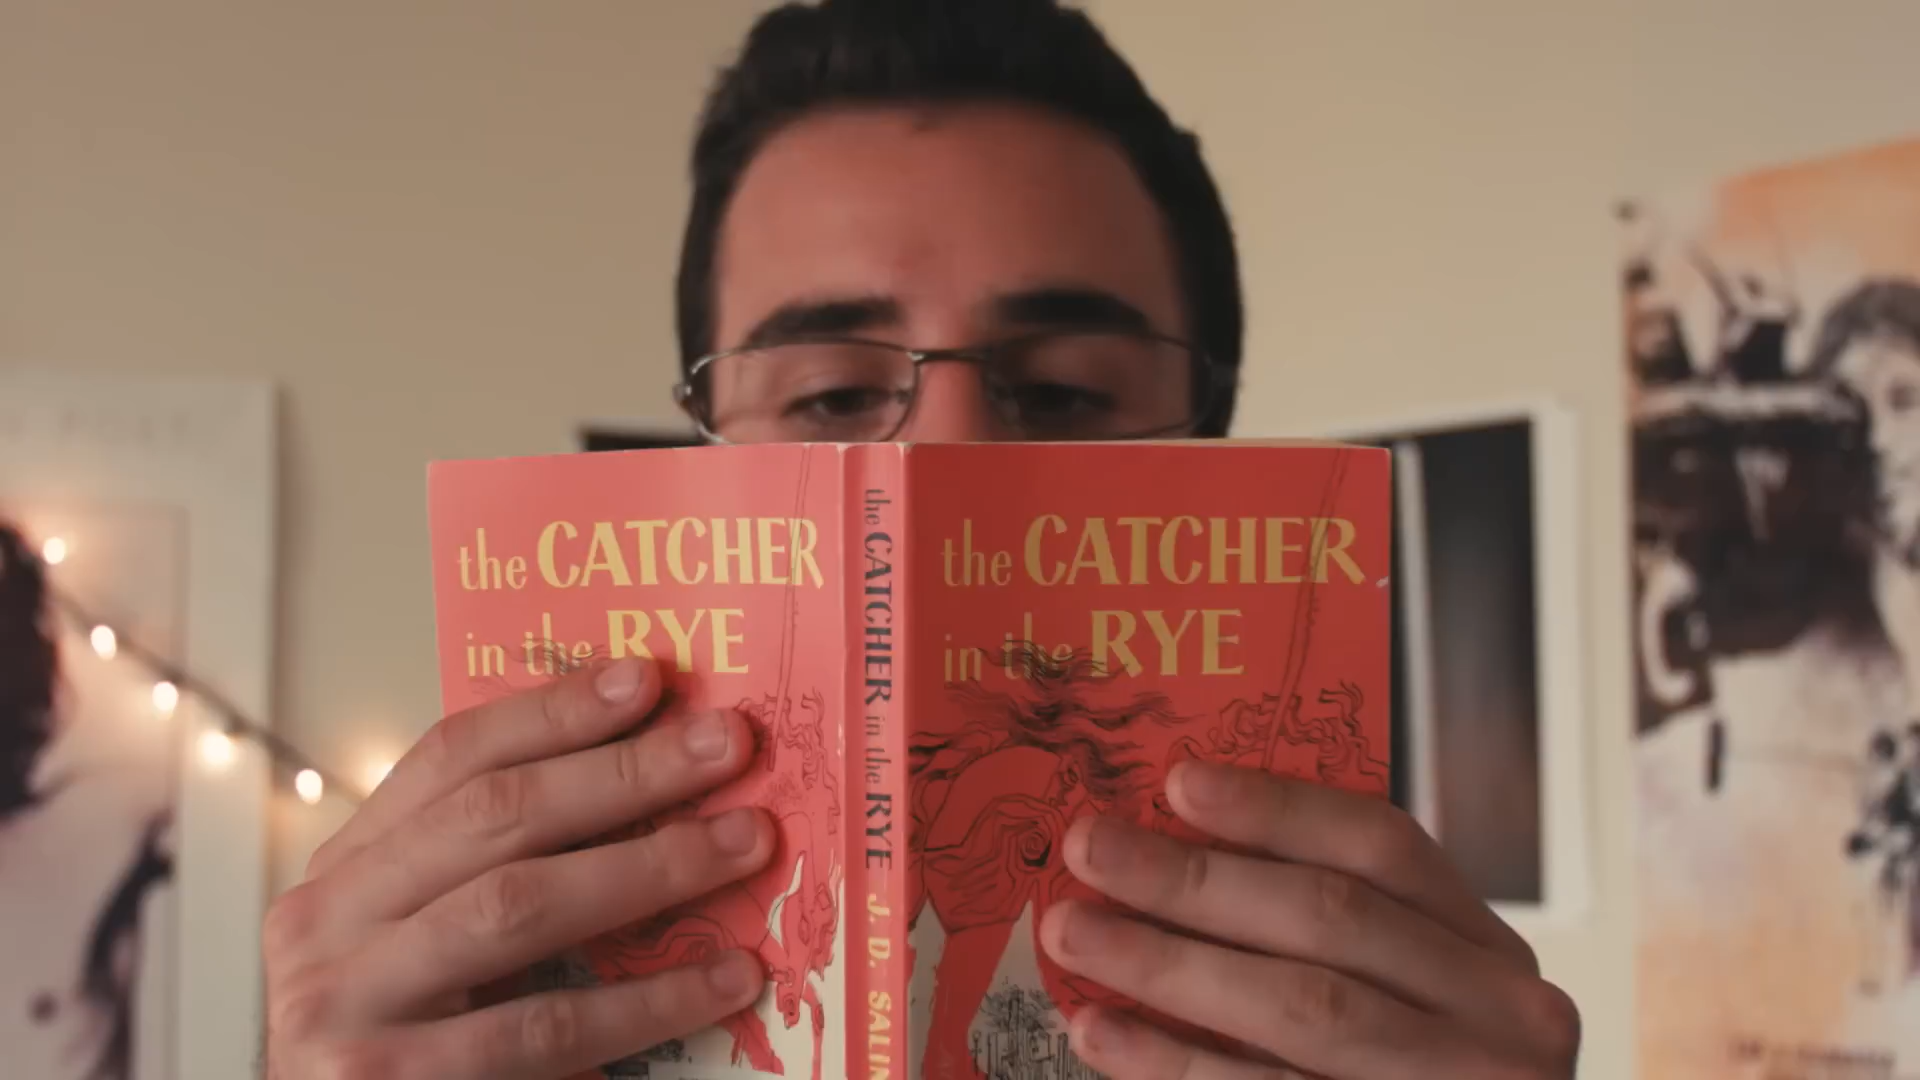 the CATCHER
in the RYE
the CATCHER in the RYE J. D. SALIN
the CATCHER
in the RYE